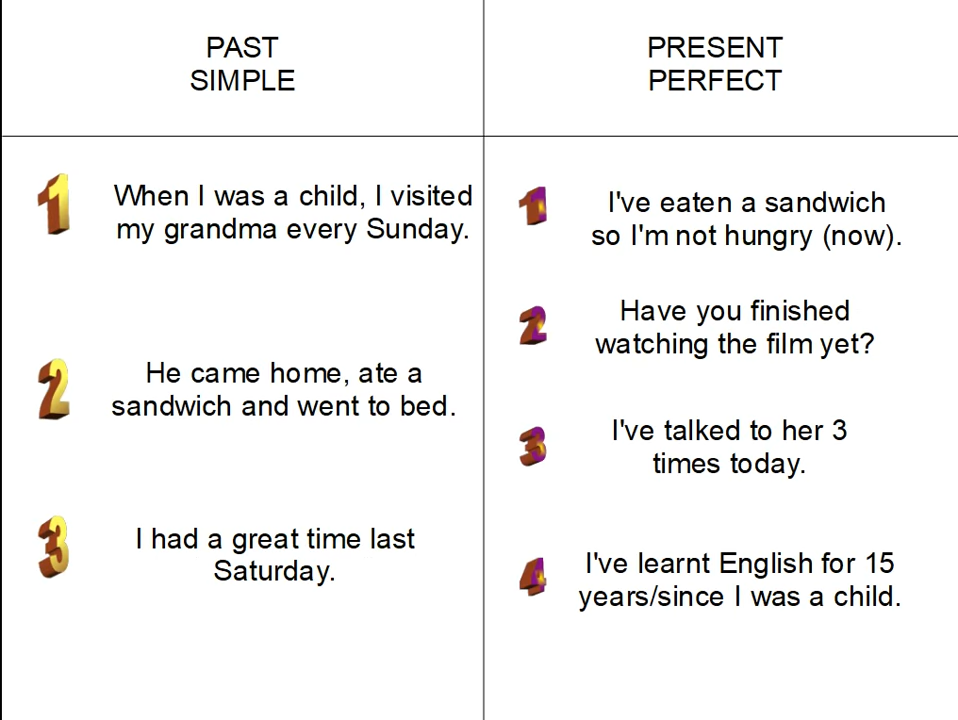 PAST
SIMPLE
PRESENT
PERFECT
1
When I was a child, I visited
my grandma every Sunday.
2
He came home, ate a
sandwich and went to bed.
3
I had a great time last
Saturday.
1
I've eaten a sandwich
so I'm not hungry (now).
2
Have you finished
watching the film yet?
3
I've talked to her 3
times today.
4
I've learnt English for 15
years/since I was a child.